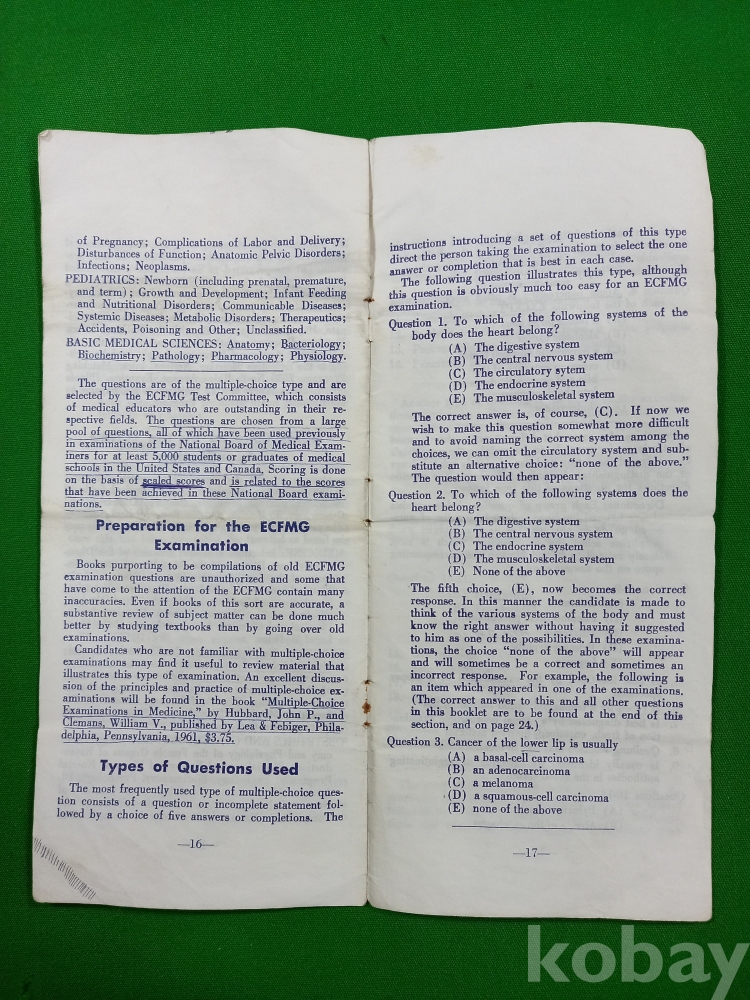 of Pregnancy; Complications of Labor and Delivery;
Disturbances of Function; Anatomic Pelvic Disorders;
Infections; Neoplasms.
PEDIATRICS: Newborn (including prenatal, premature,
and term); Growth and Development; Infant Feeding
and Nutritional Disorders; Communicable Diseases;
Systemic Diseases; Metabolic Disorders; Therapeutics;
Accidents, Poisoning and Other; Unclassified.
BASIC MEDICAL SCIENCES: Anatomy; Bacteriology;
Biochemistry; Pathology; Pharmacology; Physiology.
The questions are of the multiple-choice type and are
selected by the ECFMG Test Committee, which consists
of medical educators who are outstanding in their re-
spective fields. The questions are chosen from a large
pool of questions, all of which have been used previously
in examinations of the National Board of Medical Exam-
iners for at least 5,000 students or graduates of medical
schools in the United States and Canada. Scoring is done
on the basis of scaled scores and is related to the scores
that have been achieved in these National Board exami-
nations.
Preparation for the ECFMG
Examination
Books purporting to be compilations of old ECFMG
examination questions are unauthorized and some that
have come to the attention of the ECFMG contain many
inaccuracies. Even if books of this sort are accurate, a
substantive review of subject matter can be done much
better by studying textbooks than by going over old
examinations.
Candidates who are not familiar with multiple-choice
examinations may find it useful to review material that
illustrates this type of examination. An excellent discus-
sion of the principles and practice of multiple-choice ex-
aminations will be found in the book "Multiple-Choice
Examinations in Medicine," by Hubbard, John P., and
Clemans, William V., published by Lea & Febiger, Phila-
delphia, Pennsylvania, 1961, $3.75.
Types of Questions Used
The most frequently used type of multiple-choice ques-
tion consists of a question or incomplete statement fol-
lowed by a choice of five answers or completions. The
—16—
instructions introducing a set of questions of this type
direct the person taking the examination to select the one
answer or completion that is best in each case.
The following question illustrates this type, although
this question is obviously much too easy for an ECFMG
examination.
Question 1. To which of the following systems of the
body does the heart belong?
(A) The digestive system
(B) The central nervous system
(C) The circulatory sytem
(D) The endocrine system
(E) The musculoskeletal system
The correct answer is, of course, (C). If now we
wish to make this question somewhat more difficult
and to avoid naming the correct system among the
choices, we can omit the circulatory system and sub-
stitute an alternative choice: "none of the above."
The question would then appear:
Question 2. To which of the following systems does the
heart belong?
(A) The digestive system
(B) The central nervous system
(C) The endocrine system
(D) The musculoskeletal system
(E) None of the above
The fifth choice, (E), now becomes the correct
response. In this manner the candidate is made to
think of the various systems of the body and must
know the right answer without having it suggested
to him as one of the possibilities. In these examina-
tions, the choice "none of the above" will appear
and will sometimes be a correct and sometimes an
incorrect response. For example, the following is
an item which appeared in one of the examinations.
(The correct answer to this and all other questions
in this booklet are to be found at the end of this
section, and on page 24.)
Question 3. Cancer of the lower lip is usually
(A) a basal-cell carcinoma
(B) an adenocarcinoma
(C) a melanoma
(D) a squamous-cell carcinoma
(E) none of the above
—17—
kobay